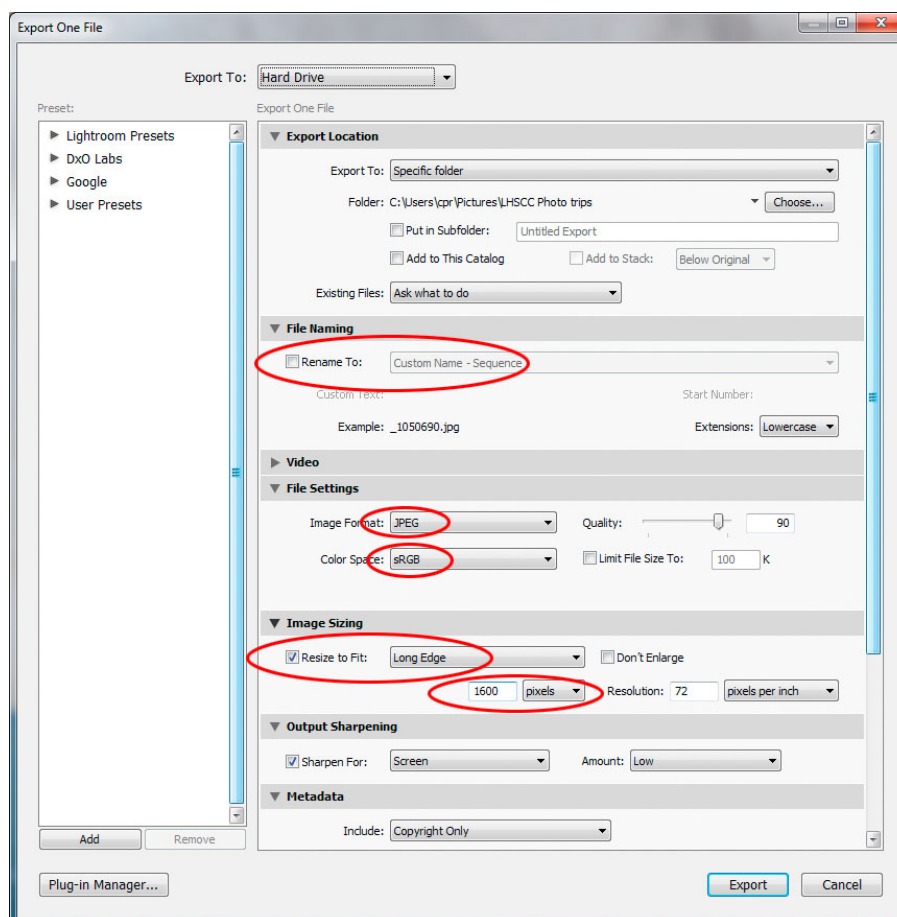 Export One File
Export To: Hard Drive
Preset:
Lightroom Presets
DxO Labs
Google
User Presets
Add Remove
Plug-in Manager...
Export One File
Export Location
Export To: Specific folder
Folder: C:\Users\cpr\Pictures\LHSCC Photo trips Choose...
Put in Subfolder: Untitled Export
Add to This Catalog Add to Stack: Below Original
Existing Files: Ask what to do
File Naming
Rename To: Custom Name - Sequence
Custom Text: Start Number:
Example: _1050690.jpg Extensions: Lowercase
Video
File Settings
Image Format: JPEG Quality: 90
Color Space: sRGB Limit File Size To: 100 K
Image Sizing
Resize to Fit: Long Edge Don't Enlarge
1600 pixels Resolution: 72 pixels per inch
Output Sharpening
Sharpen For: Screen Amount: Low
Metadata
Include: Copyright Only
Export Cancel